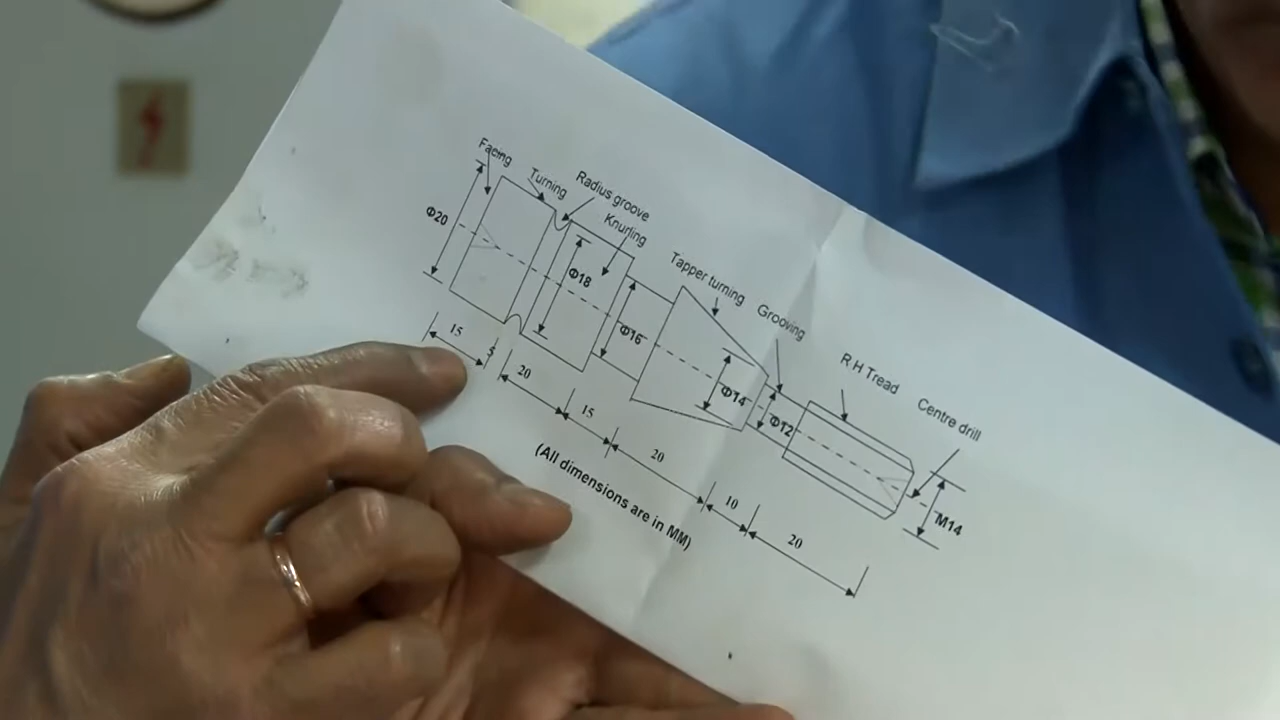 Facing
Turning
Radius groove
Knurling
Tapper turning
Grooving
R H Tread
Centre drill
Φ20
Φ18
Φ16
Φ14
Φ12
M14
15
5
20
15
20
10
20
(All dimensions are in MM)